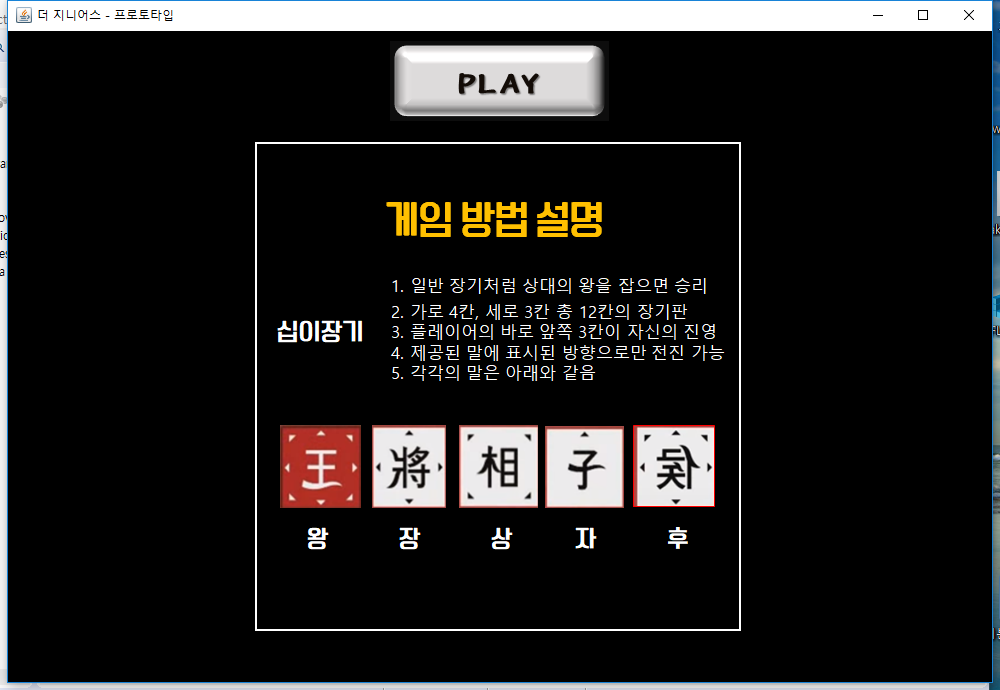 더 지니어스 - 프로토타입
PLAY
게임 방법 설명
십이장기
1. 일반 장기처럼 상대의 왕을 잡으면 승리
2. 가로 4칸, 세로 3칸 총 12칸의 장기판
3. 플레이어의 바로 앞쪽 3칸이 자신의 진영
4. 제공된 말에 표시된 방향으로만 전진 가능
5. 각각의 말은 아래와 같음
王 將 相 子 侯
왕 장 상 자 후